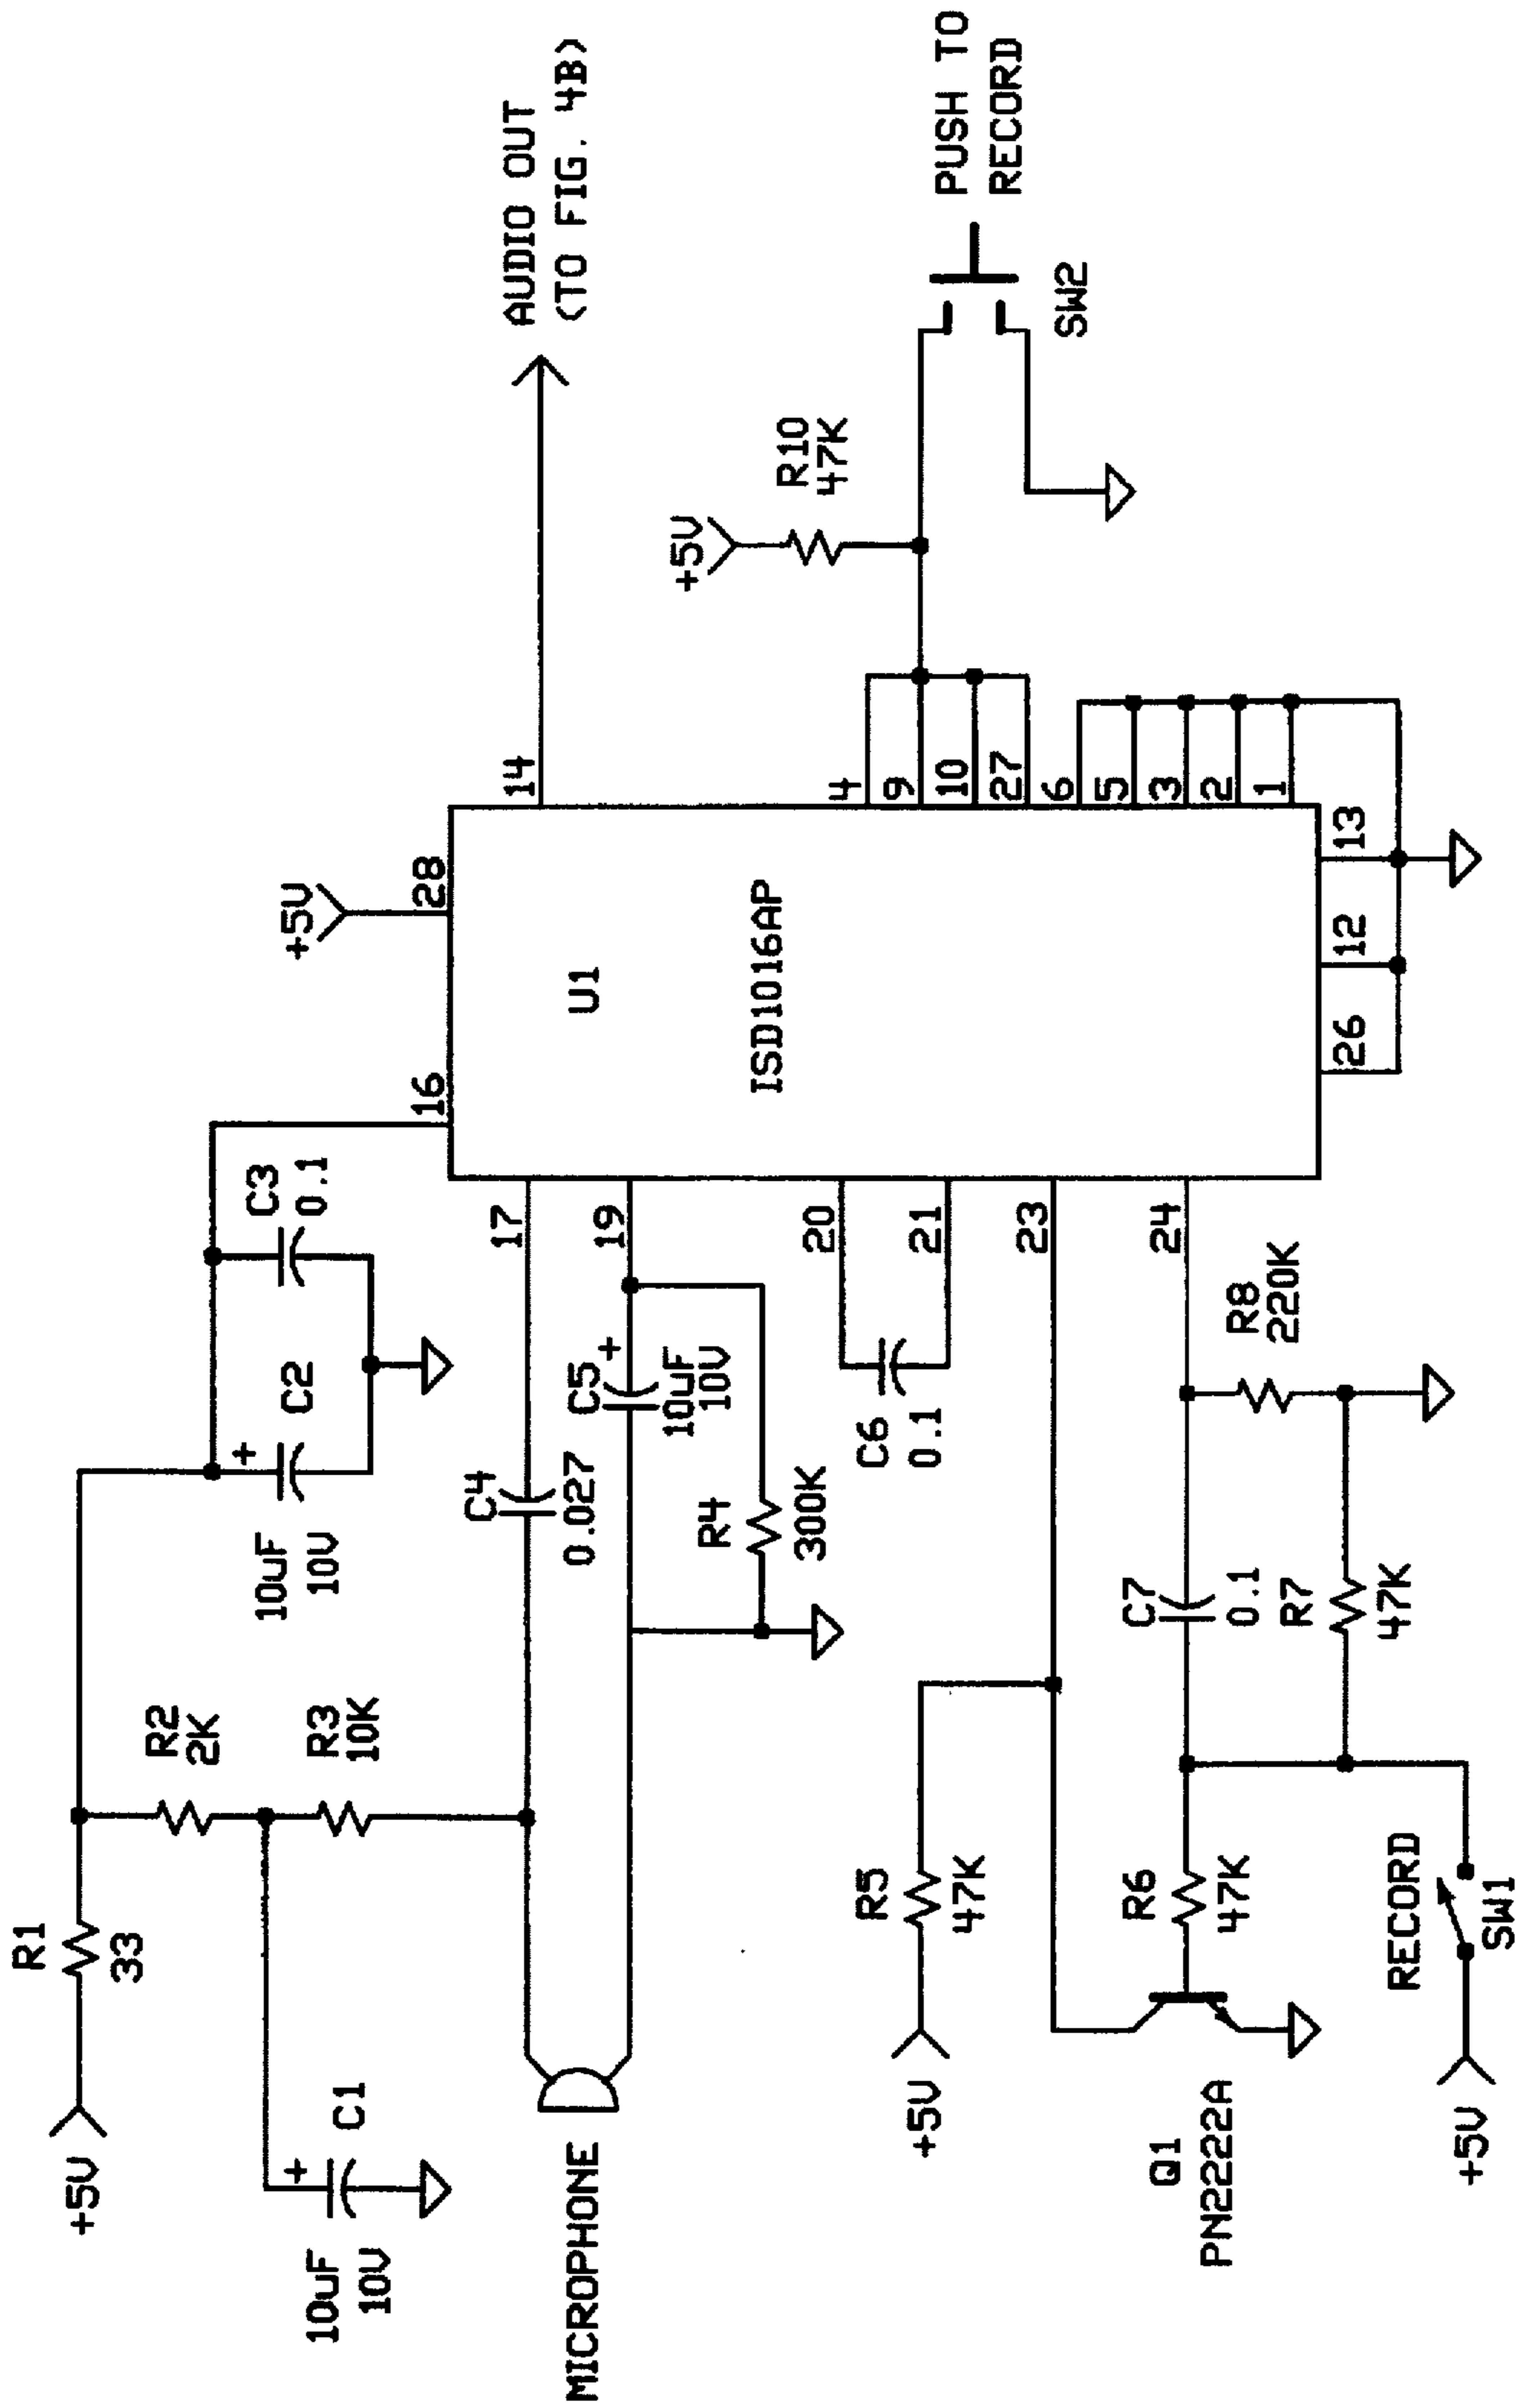 +5V
R1
33
R2
2K
R3
10K
10uF
10V
C1
10uF
10V
C2
C3
0.1
+5V
16
28
MICROPHONE
C4
0.027
17
C5
10uF
10V
19
R4
300K
U1
ISD1016AP
14
AUDIO OUT
(TO FIG. 4B)
C6
0.1
20
21
+5V
R5
47K
23
Q1
PN2222A
R6
47K
C7
0.1
24
R8
220K
R7
47K
+5V
RECORD
SW1
4
9
10
27
6
5
3
2
1
26
12
13
+5V
R10
47K
SW2
PUSH TO
RECORD